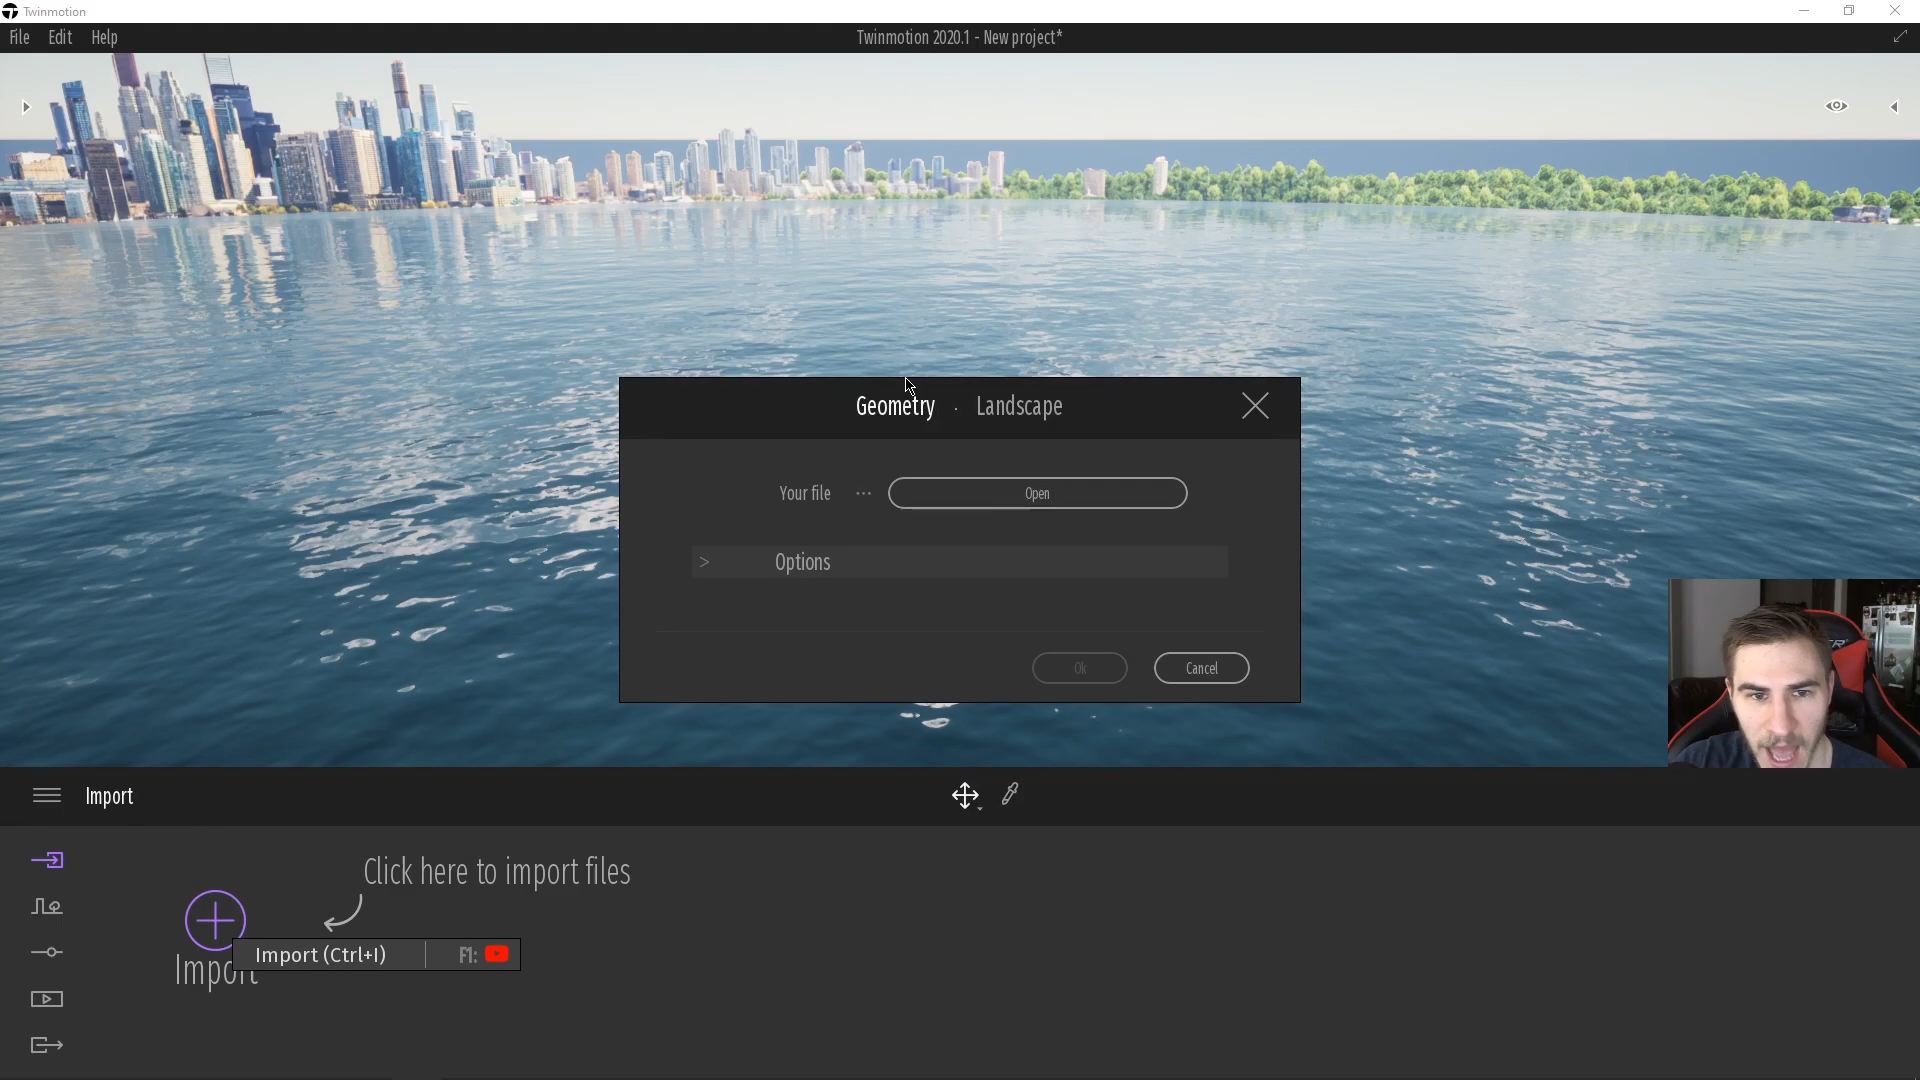 Twinmotion
File Edit Help
Twinmotion 2020.1 - New project*
Geometry · Landscape
Your file ... Open
> Options
Ok Cancel
Import
Click here to import files
Import (Ctrl+I) F1:
Import